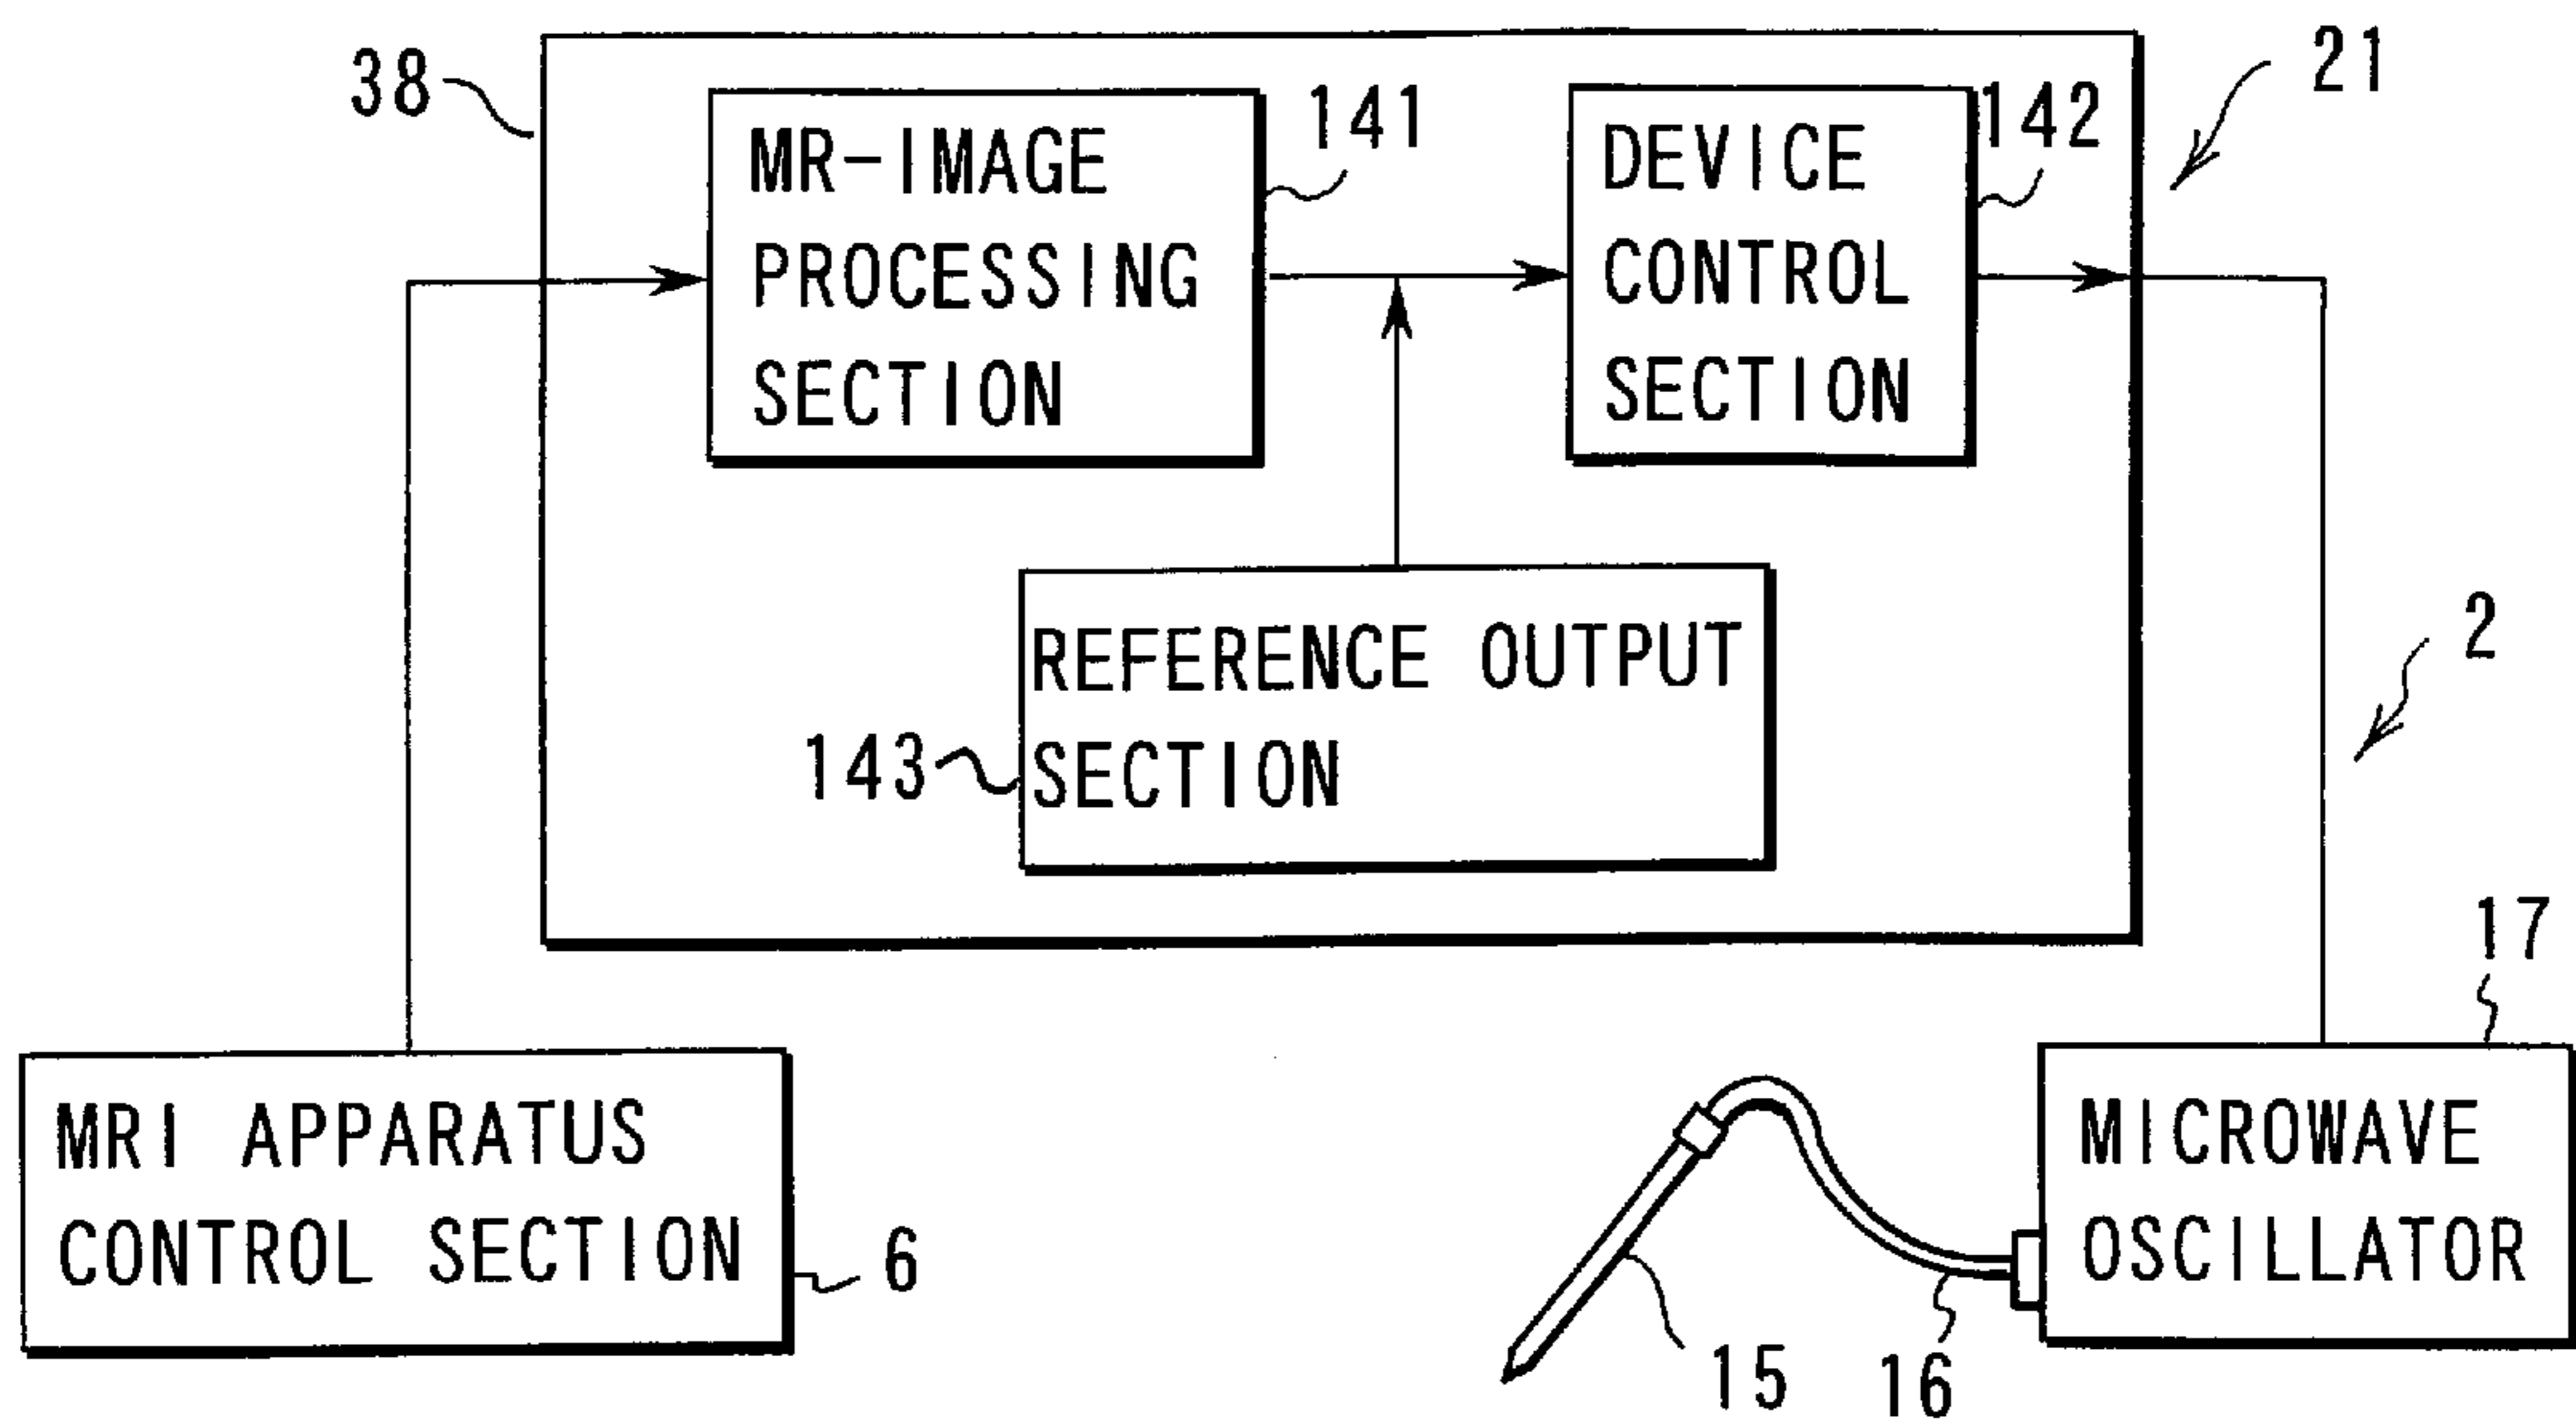 38
21
141
142
MR-IMAGE
PROCESSING
SECTION
DEVICE
CONTROL
SECTION
REFERENCE OUTPUT
SECTION
143
2
17
MRI APPARATUS
CONTROL SECTION
6
MICROWAVE
OSCILLATOR
15
16